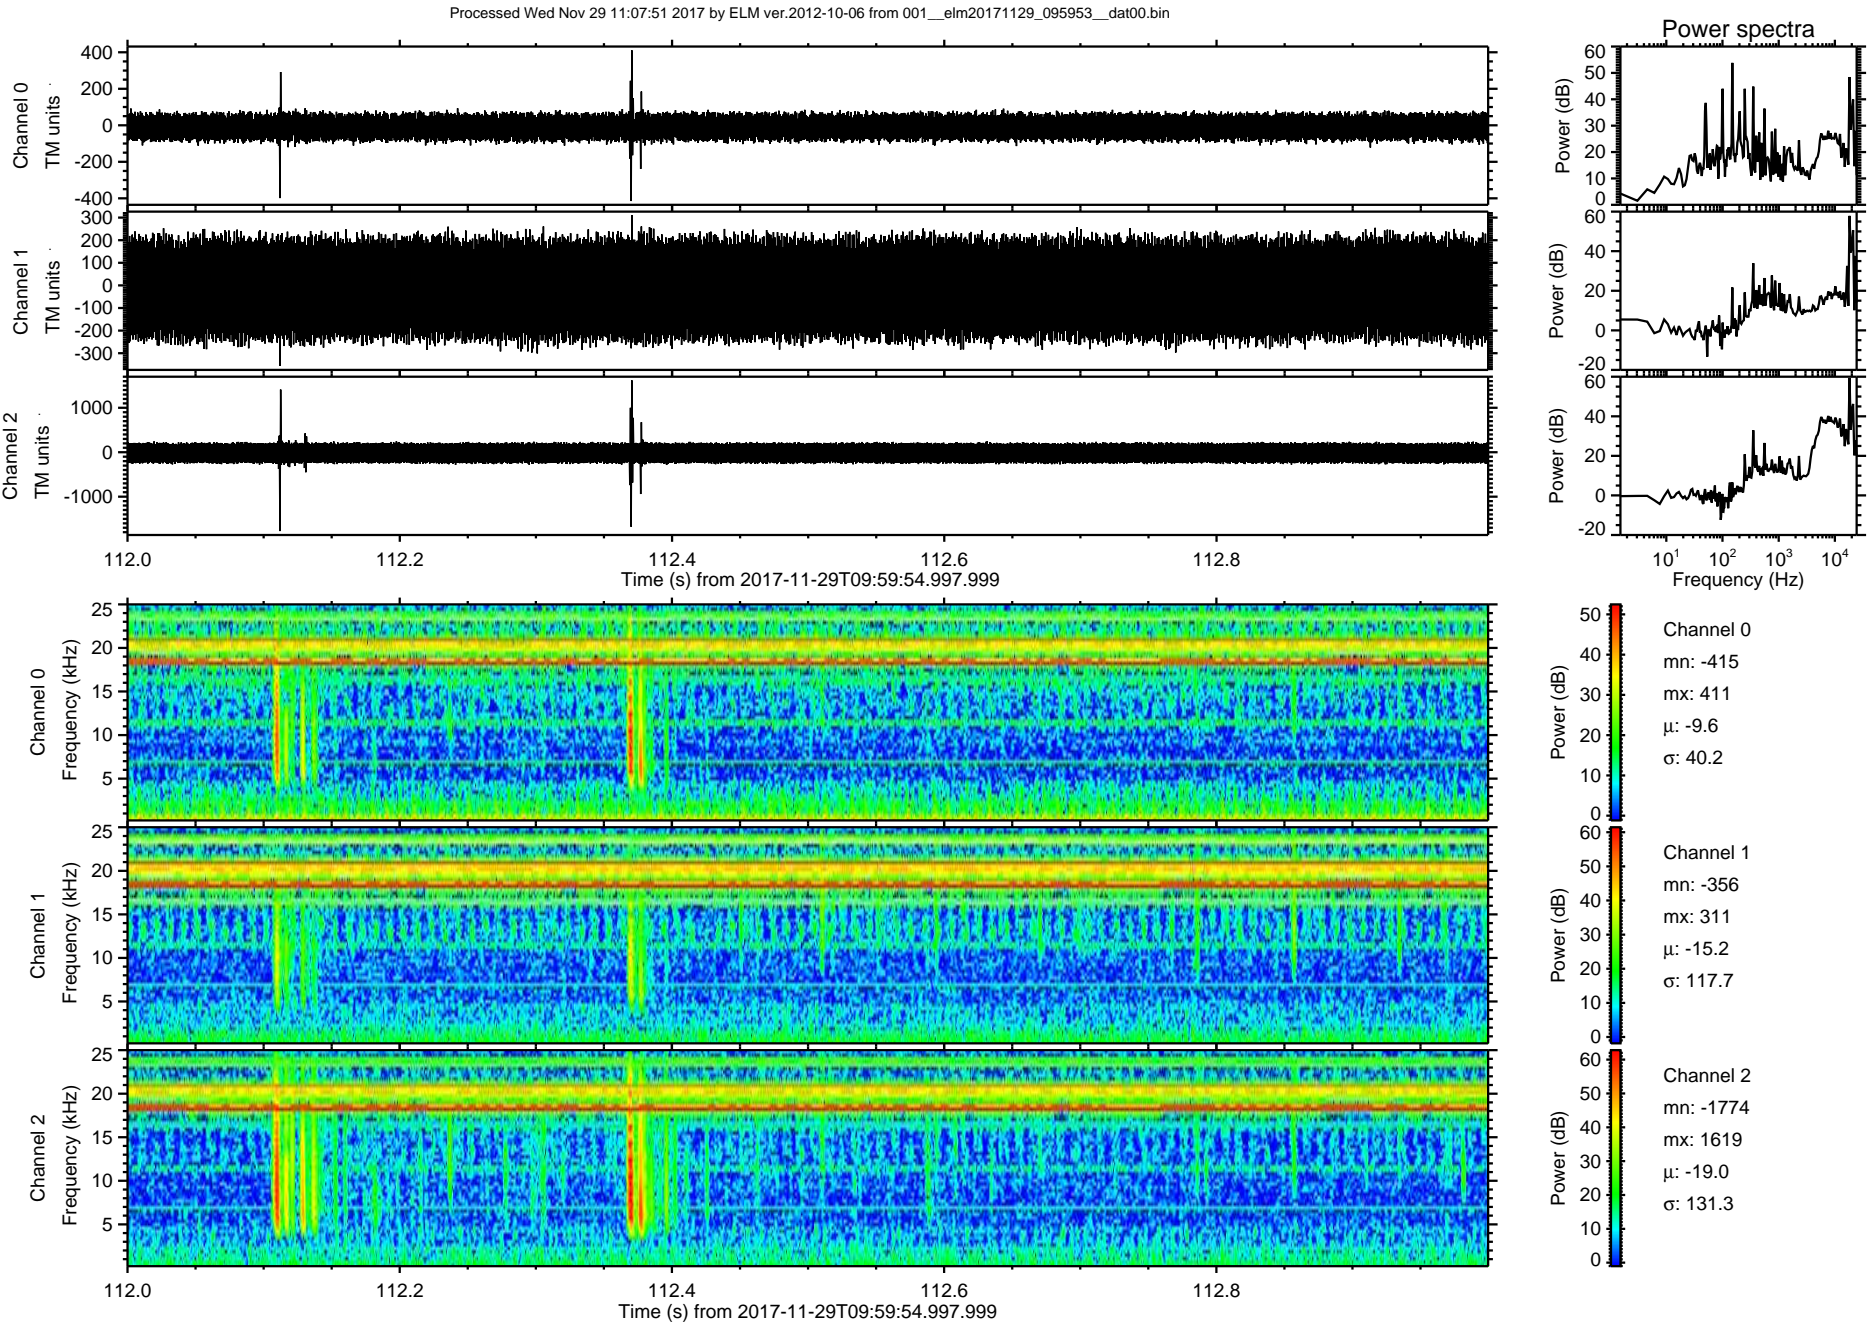 Processed Wed Nov 29 11:07:51 2017 by ELM ver.2012-10-06 from 001__elm20171129_095953__dat00.bin
Power spectra
Channel 0
TM units
400
200
0
-200
-400
Power (dB)
60
50
40
30
20
10
0
Channel 1
TM units
300
200
100
0
-100
-200
-300
Power (dB)
60
40
20
0
-20
Channel 2
TM units
1000
0
-1000
Power (dB)
60
40
20
0
-20
112.0 112.2 112.4 112.6 112.8
Time (s) from 2017-11-29T09:59:54.997.999
10^1 10^2 10^3 10^4
Frequency (Hz)
Channel 0
Frequency (kHz)
25
20
15
10
5
Power (dB)
50
40
30
20
10
0
Channel 0
mn: -415
mx: 411
μ: -9.6
σ: 40.2
Channel 1
Frequency (kHz)
25
20
15
10
5
Power (dB)
60
50
40
30
20
10
0
Channel 1
mn: -356
mx: 311
μ: -15.2
σ: 117.7
Channel 2
Frequency (kHz)
25
20
15
10
5
Power (dB)
60
50
40
30
20
10
0
Channel 2
mn: -1774
mx: 1619
μ: -19.0
σ: 131.3
112.0 112.2 112.4 112.6 112.8
Time (s) from 2017-11-29T09:59:54.997.999